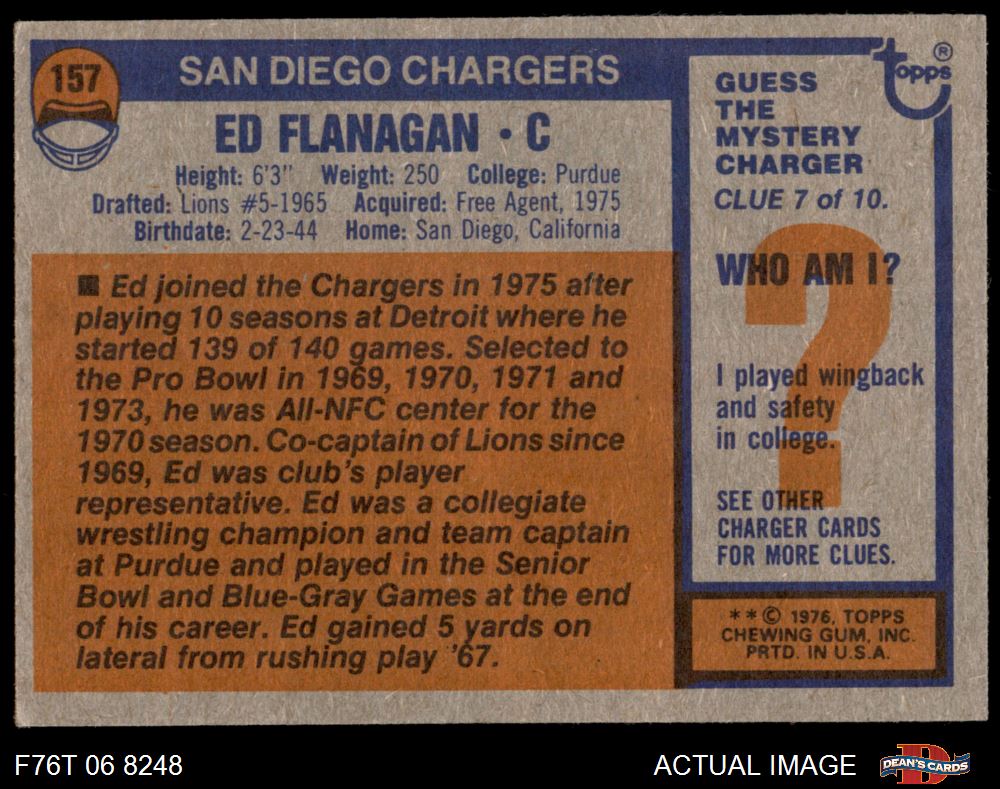 157
SAN DIEGO CHARGERS
ED FLANAGAN • C
Height: 6'3" Weight: 250 College: Purdue
Drafted: Lions #5-1965 Acquired: Free Agent, 1975
Birthdate: 2-23-44 Home: San Diego, California
■ Ed joined the Chargers in 1975 after
playing 10 seasons at Detroit where he
started 139 of 140 games. Selected to
the Pro Bowl in 1969, 1970, 1971 and
1973, he was All-NFC center for the
1970 season. Co-captain of Lions since
1969, Ed was club's player
representative. Ed was a collegiate
wrestling champion and team captain
at Purdue and played in the Senior
Bowl and Blue-Gray Games at the end
of his career. Ed gained 5 yards on
lateral from rushing play '67.
topps®
GUESS
THE
MYSTERY
CHARGER
CLUE 7 of 10.
?
WHO AM I?
I played wingback
and safety
in college.
SEE OTHER
CHARGER CARDS
FOR MORE CLUES.
**© 1976, TOPPS
CHEWING GUM, INC.
PRTD. IN U.S.A.
F76T 06 8248
ACTUAL IMAGE
D
DEAN'S CARDS